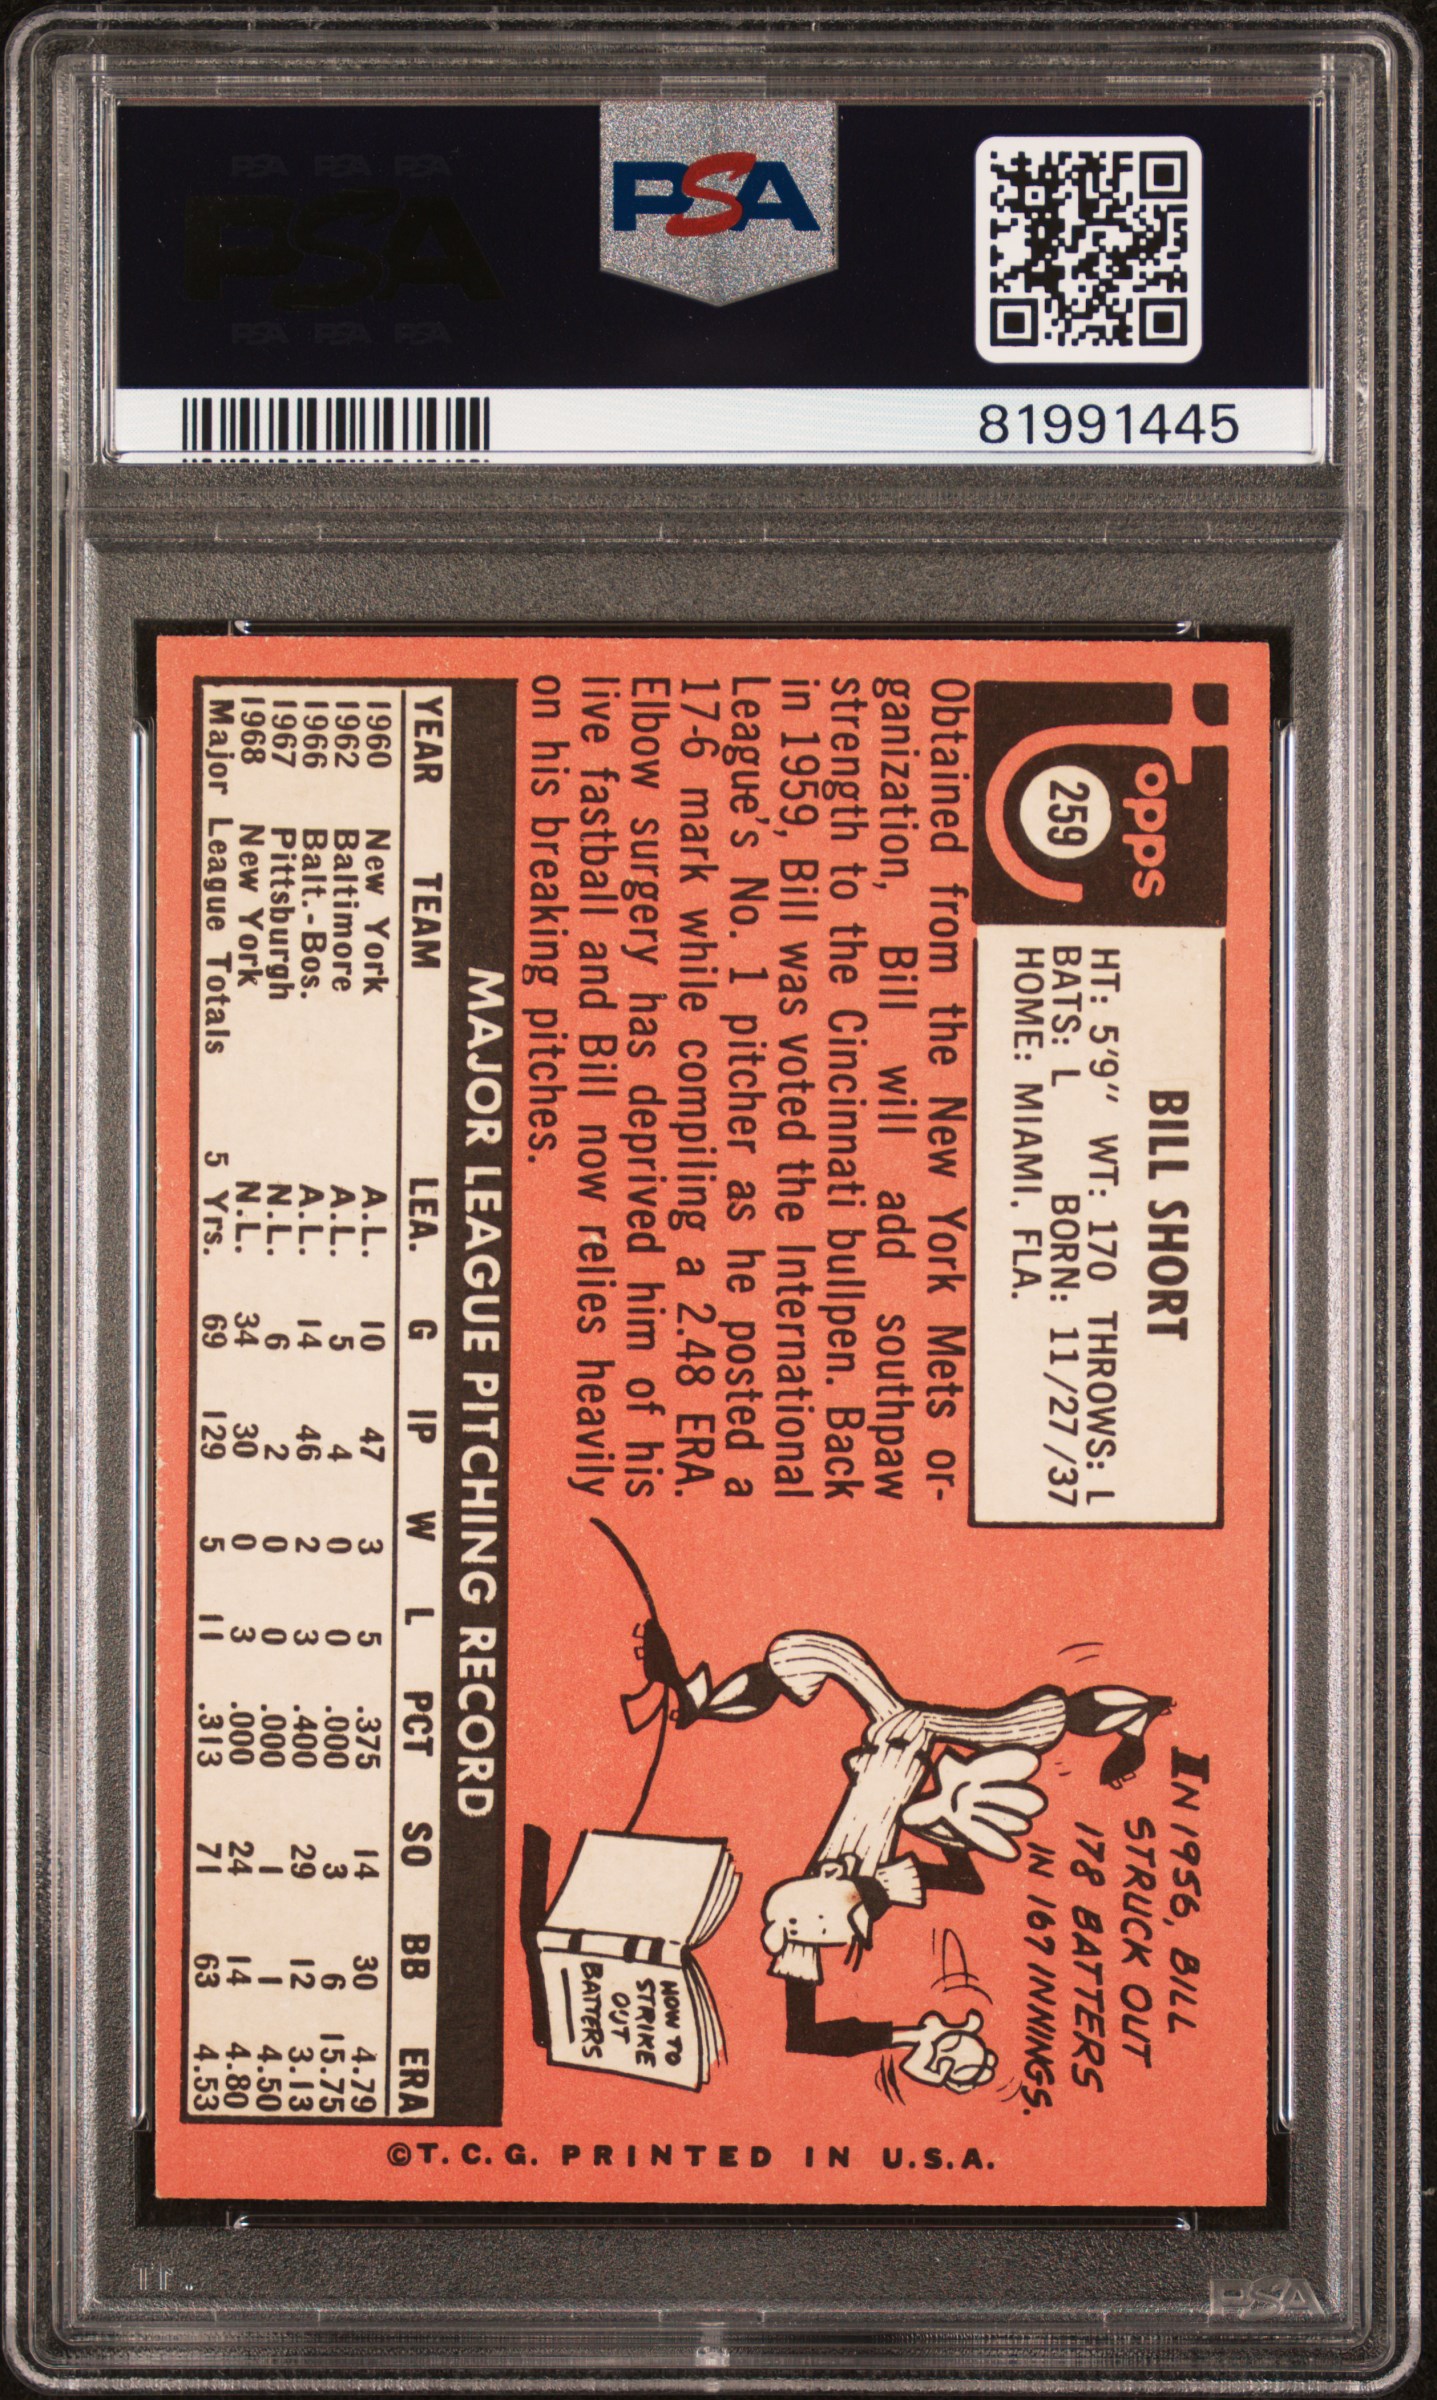 PSA PSA PSA
PSA
PSA PSA PSA
PSA
81991445
Topps
259
BILL SHORT
HT: 5'9" WT: 170 THROWS: L
BATS: L BORN: 11/27/37
HOME: MIAMI, FLA.
Obtained from the New York Mets or-
ganization, Bill will add southpaw
strength to the Cincinnati bullpen. Back
in 1959, Bill was voted the International
League's No. 1 pitcher as he posted a
17-6 mark while compiling a 2.48 ERA.
Elbow surgery has deprived him of his
live fastball and Bill now relies heavily
on his breaking pitches.
IN 1956, BILL
STRUCK OUT
178 BATTERS
IN 167 INNINGS.
HOW TO
STRIKE
OUT
BATTERS
MAJOR LEAGUE PITCHING RECORD
YEAR TEAM LEA. G IP W L PCT SO BB ERA
1960 New York A.L. 10 47 3 5 .375 14 30 4.79
1962 Baltimore A.L. 5 4 0 0 .000 3 6 15.75
1966 Balt.-Bos. A.L. 14 46 2 3 .400 29 12 3.13
1967 Pittsburgh N.L. 6 2 0 0 .000 1 1 4.50
1968 New York N.L. 34 30 0 3 .000 24 14 4.80
Major League Totals 5 Yrs. 69 129 5 11 .313 71 63 4.53
©T.C.G. PRINTED IN U.S.A.
PSA